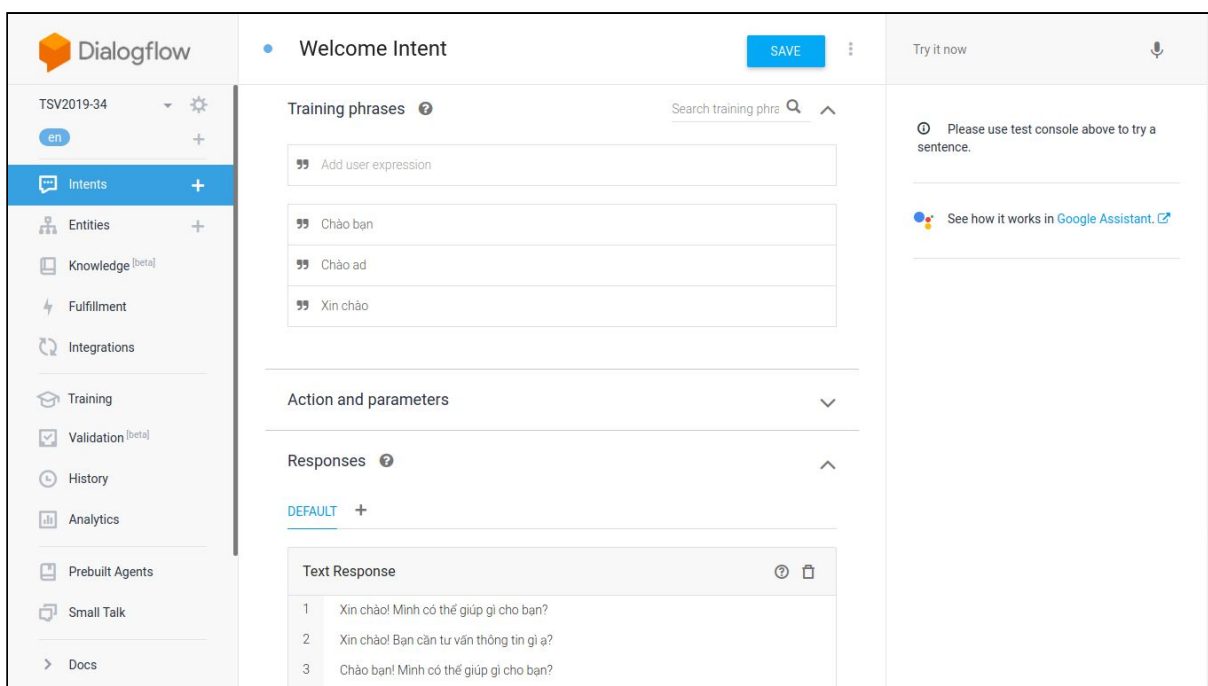 Dialogflow
TSV2019-34
en
Intents
Entities
Knowledge [beta]
Fulfillment
Integrations
Training
Validation [beta]
History
Analytics
Prebuilt Agents
Small Talk
Docs
Welcome Intent
SAVE
Training phrases
Search training phra
Add user expression
Chào bạn
Chào ad
Xin chào
Action and parameters
Responses
DEFAULT
Text Response
1 Xin chào! Mình có thể giúp gì cho bạn?
2 Xin chào! Bạn cần tư vấn thông tin gì ạ?
3 Chào bạn! Mình có thể giúp gì cho bạn?
Try it now
Please use test console above to try a
sentence.
See how it works in Google Assistant.